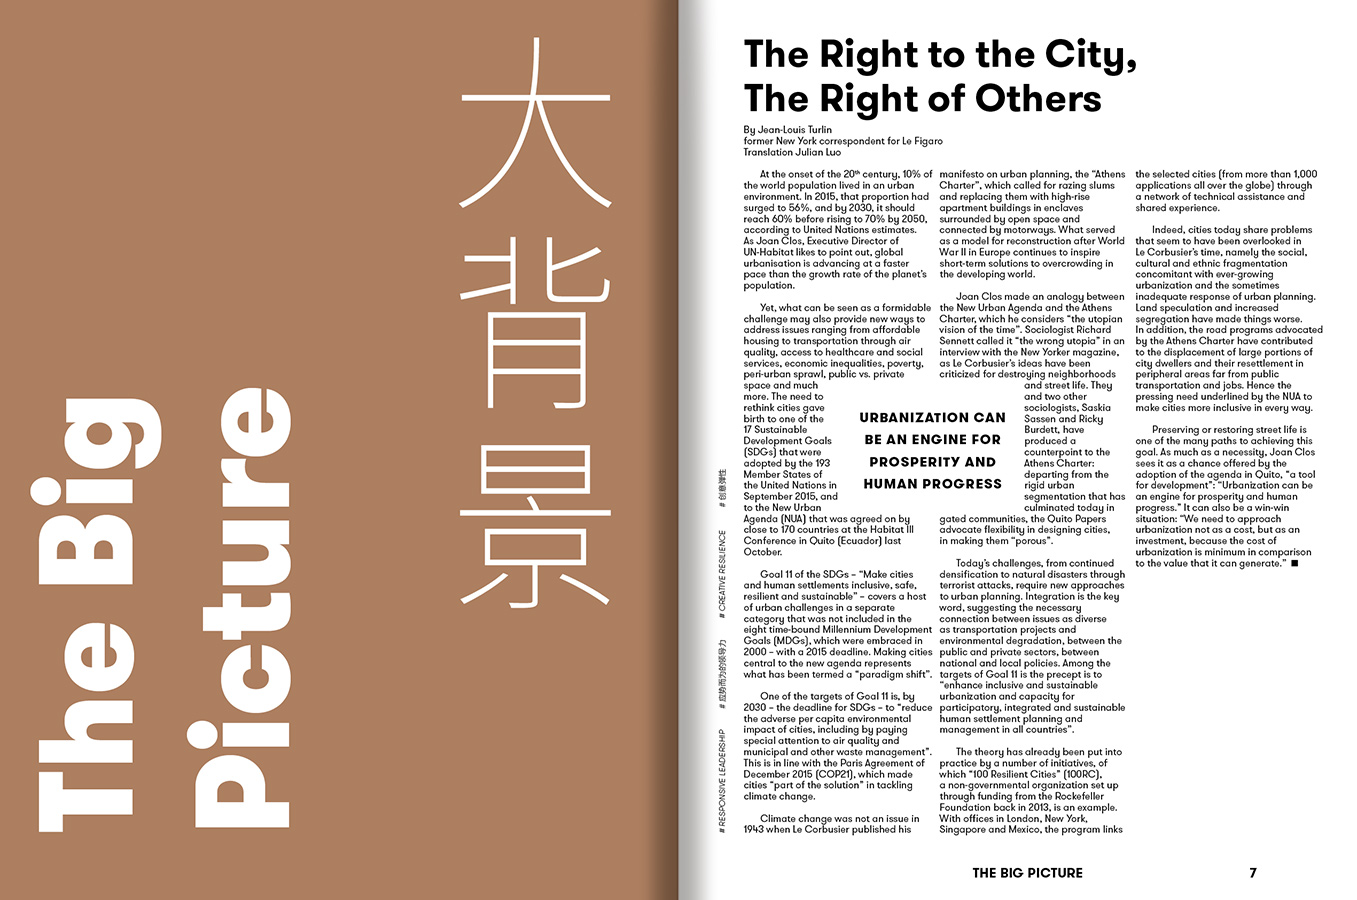 The Big
Picture
大背景
The Right to the City,
The Right of Others
By Jean-Louis Turlin
former New York correspondent for Le Figaro
Translation Julian Luo
At the onset of the 20th century, 10% of
the world population lived in an urban
environment. In 2015, that proportion had
surged to 56%, and by 2030, it should
reach 60% before rising to 70% by 2050,
according to United Nations estimates.
As Joan Clos, Executive Director of
UN-Habitat likes to point out, global
urbanisation is advancing at a faster
pace than the growth rate of the planet's
population.
Yet, what can be seen as a formidable
challenge may also provide new ways to
address issues ranging from affordable
housing to transportation through air
quality, access to healthcare and social
services, economic inequalities, poverty,
peri-urban sprawl, public vs. private
space and much
more. The need to
rethink cities gave
birth to one of the
17 Sustainable
Development Goals
(SDGs) that were
adopted by the 193
Member States of
the United Nations in
September 2015, and
to the New Urban
Agenda (NUA) that was agreed on by
close to 170 countries at the Habitat III
Conference in Quito (Ecuador) last
October.
Goal 11 of the SDGs – “Make cities
and human settlements inclusive, safe,
resilient and sustainable” – covers a host
of urban challenges in a separate
category that was not included in the
eight time-bound Millennium Development
Goals (MDGs), which were embraced in
2000 – with a 2015 deadline. Making cities
central to the new agenda represents
what has been termed a “paradigm shift”.
One of the targets of Goal 11 is, by
2030 – the deadline for SDGs – to “reduce
the adverse per capita environmental
impact of cities, including by paying
special attention to air quality and
municipal and other waste management”.
This is in line with the Paris Agreement of
December 2015 (COP21), which made
cities “part of the solution” in tackling
climate change.
Climate change was not an issue in
1943 when Le Corbusier published his
manifesto on urban planning, the “Athens
Charter”, which called for razing slums
and replacing them with high-rise
apartment buildings in enclaves
surrounded by open space and
connected by motorways. What served
as a model for reconstruction after World
War II in Europe continues to inspire
short-term solutions to overcrowding in
the developing world.
Joan Clos made an analogy between
the New Urban Agenda and the Athens
Charter, which he considers “the utopian
vision of the time”. Sociologist Richard
Sennett called it “the wrong utopia” in an
interview with the New Yorker magazine,
as Le Corbusier's ideas have been
criticized for destroying neighborhoods
and street life. They
and two other
sociologists, Saskia
Sassen and Ricky
Burdett, have
produced a
counterpoint to the
Athens Charter:
departing from the
rigid urban
segmentation that has
culminated today in
gated communities, the Quito Papers
advocate flexibility in designing cities,
in making them “porous”.
Today's challenges, from continued
densification to natural disasters through
terrorist attacks, require new approaches
to urban planning. Integration is the key
word, suggesting the necessary
connection between issues as diverse
as transportation projects and
environmental degradation, between the
public and private sectors, between
national and local policies. Among the
targets of Goal 11 is the precept is to
“enhance inclusive and sustainable
urbanization and capacity for
participatory, integrated and sustainable
human settlement planning and
management in all countries”.
The theory has already been put into
practice by a number of initiatives, of
which “100 Resilient Cities” (100RC),
a non-governmental organization set up
through funding from the Rockefeller
Foundation back in 2013, is an example.
With offices in London, New York,
Singapore and Mexico, the program links
the selected cities (from more than 1,000
applications all over the globe) through
a network of technical assistance and
shared experience.
Indeed, cities today share problems
that seem to have been overlooked in
Le Corbusier's time, namely the social,
cultural and ethnic fragmentation
concomitant with ever-growing
urbanization and the sometimes
inadequate response of urban planning.
Land speculation and increased
segregation have made things worse.
In addition, the road programs advocated
by the Athens Charter have contributed
to the displacement of large portions of
city dwellers and their resettlement in
peripheral areas far from public
transportation and jobs. Hence the
pressing need underlined by the NUA to
make cities more inclusive in every way.
Preserving or restoring street life is
one of the many paths to achieving this
goal. As much as a necessity, Joan Clos
sees it as a chance offered by the
adoption of the agenda in Quito, “a tool
for development”: “Urbanization can be
an engine for prosperity and human
progress.” It can also be a win-win
situation: “We need to approach
urbanization not as a cost, but as an
investment, because the cost of
urbanization is minimum in comparison
to the value that it can generate.” ■
URBANIZATION CAN
BE AN ENGINE FOR
PROSPERITY AND
HUMAN PROGRESS
# RESPONSIVE LEADERSHIP # 应势而为的领导力 # CREATIVE RESILIENCE # 创意弹性
THE BIG PICTURE 7